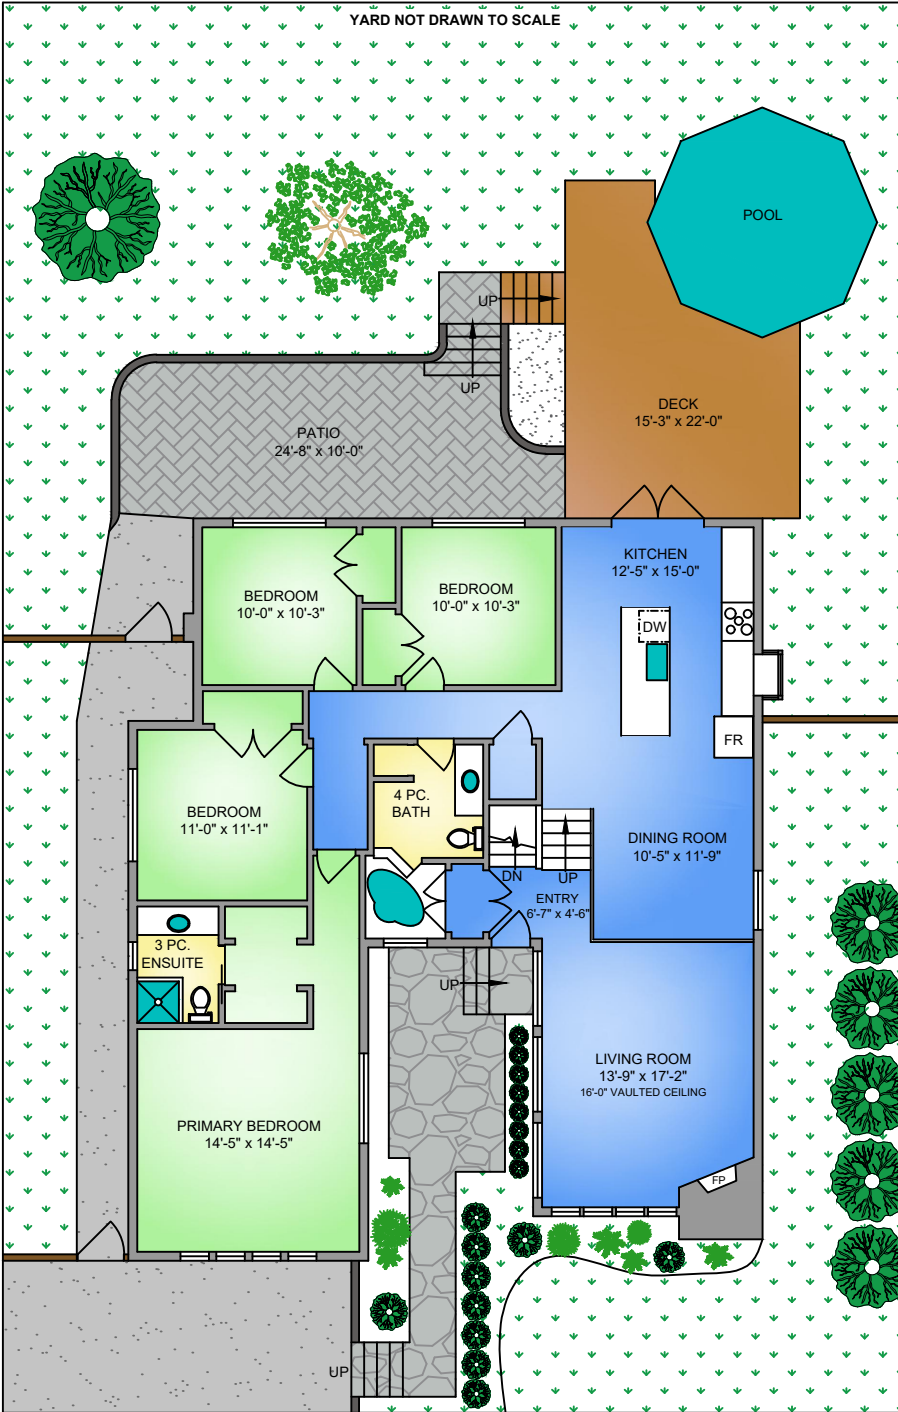 YARD NOT DRAWN TO SCALE
POOL
UP
UP
DECK
15'-3" x 22'-0"
PATIO
24'-8" x 10'-0"
KITCHEN
12'-5" x 15'-0"
BEDROOM
10'-0" x 10'-3"
BEDROOM
10'-0" x 10'-3"
DW
FR
4 PC.
BATH
BEDROOM
11'-0" x 11'-1"
DINING ROOM
10'-5" x 11'-9"
DN
UP
ENTRY
6'-7" x 4'-6"
3 PC.
ENSUITE
UP
LIVING ROOM
13'-9" x 17'-2"
16'-0" VAULTED CEILING
PRIMARY BEDROOM
14'-5" x 14'-5"
FP
UP